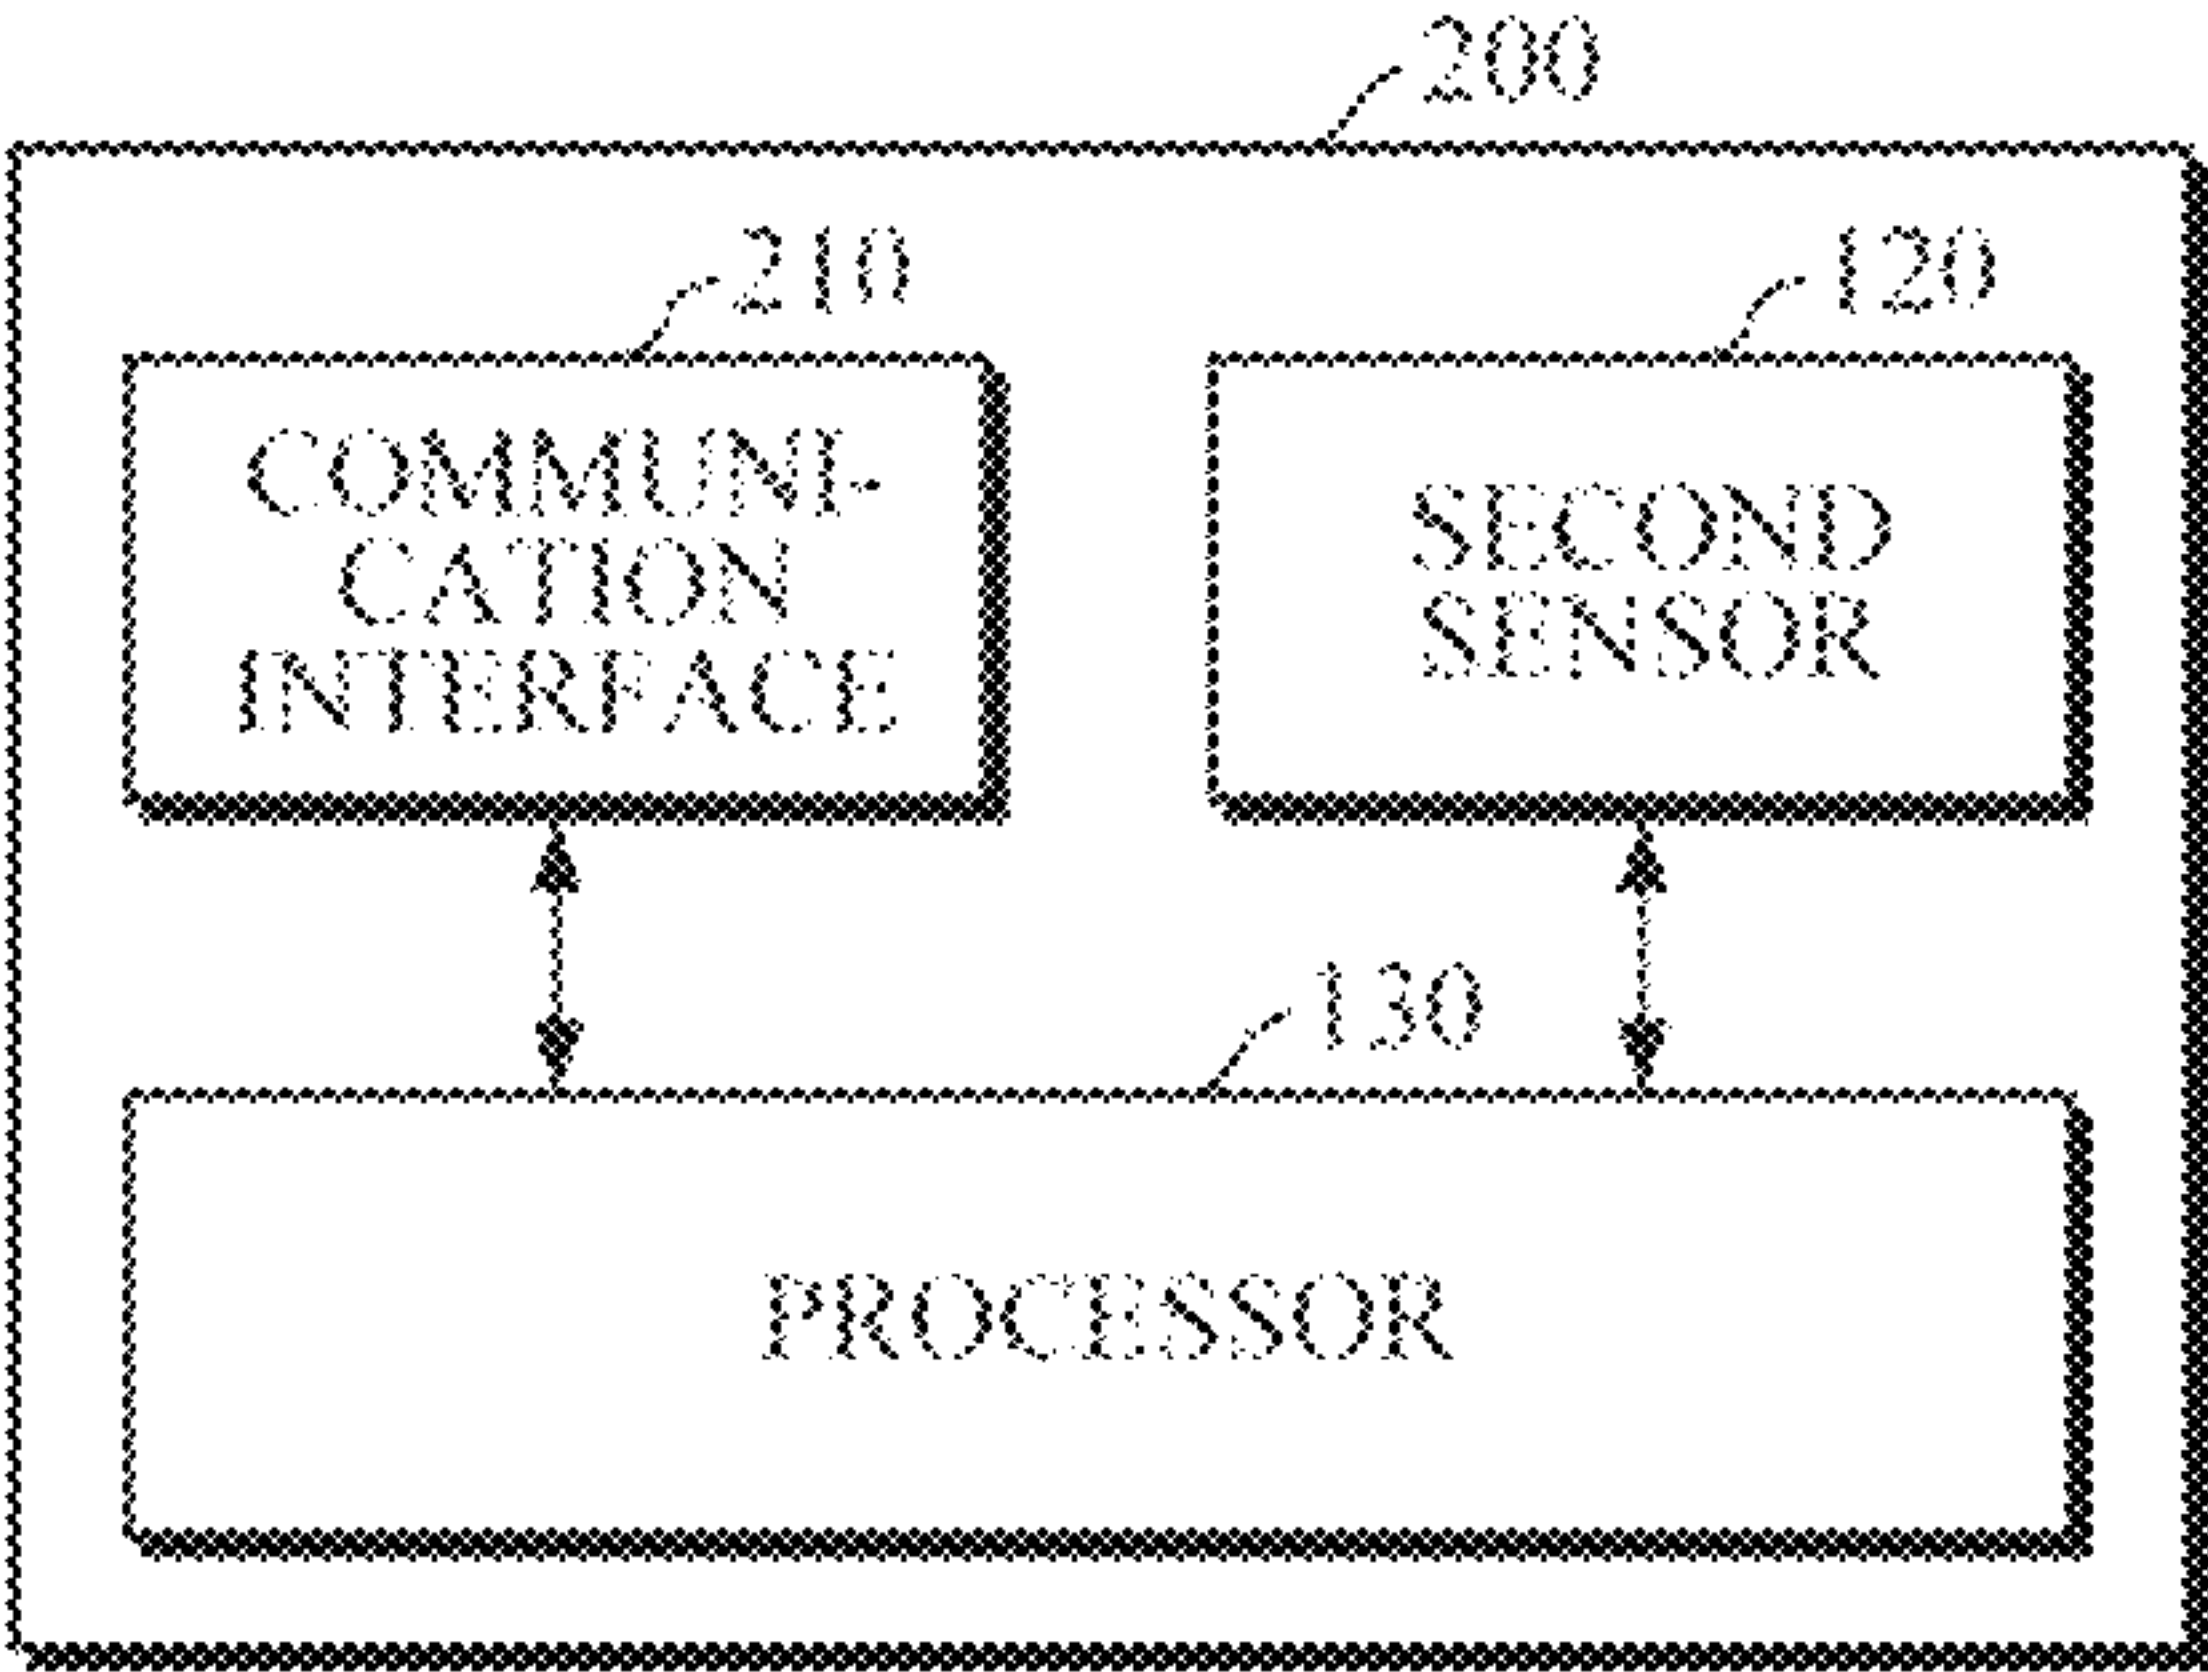 200
210
120
COMMUNI-
CATION
INTERFACE
SECOND
SENSOR
130
PROCESSOR